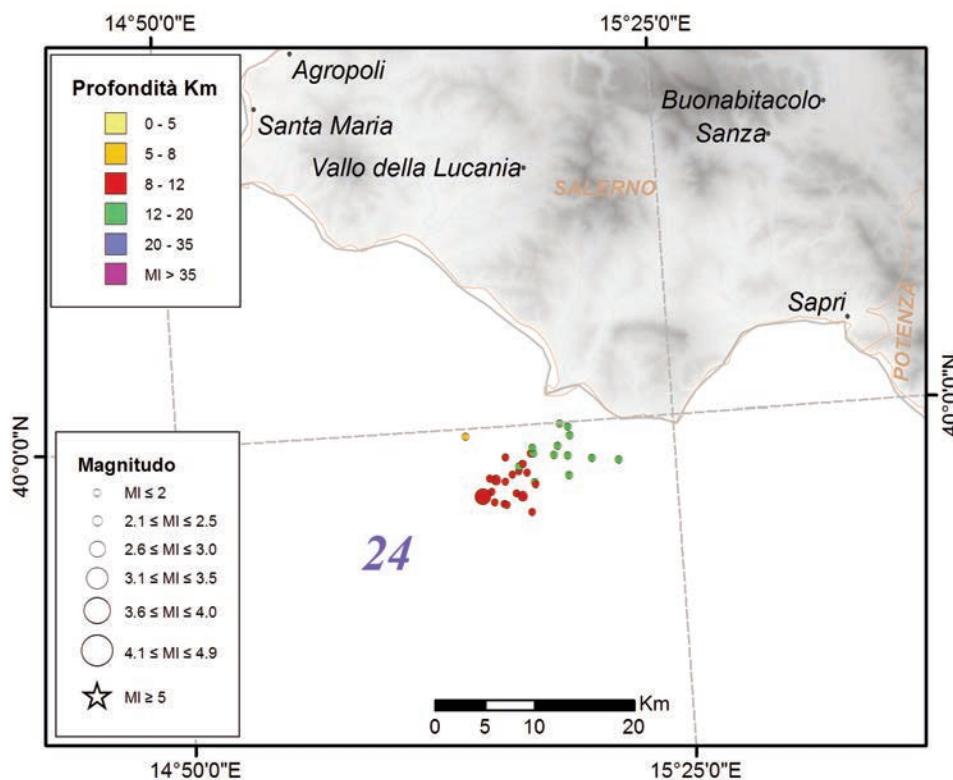 14°50'0"E
15°25'0"E
Profondità Km
0 - 5
5 - 8
8 - 12
12 - 20
20 - 35
Ml > 35
Agropoli
Santa Maria
Vallo della Lucania
Buonabitacolo
Sanza
SALERNO
Sapri
POTENZA
40°0'0"N
40°0'0"N
Magnitudo
Ml ≤ 2
2.1 ≤ Ml ≤ 2.5
2.6 ≤ Ml ≤ 3.0
3.1 ≤ Ml ≤ 3.5
3.6 ≤ Ml ≤ 4.0
4.1 ≤ Ml ≤ 4.9
Ml ≥ 5
24
Km
0 5 10 20
14°50'0"E
15°25'0"E